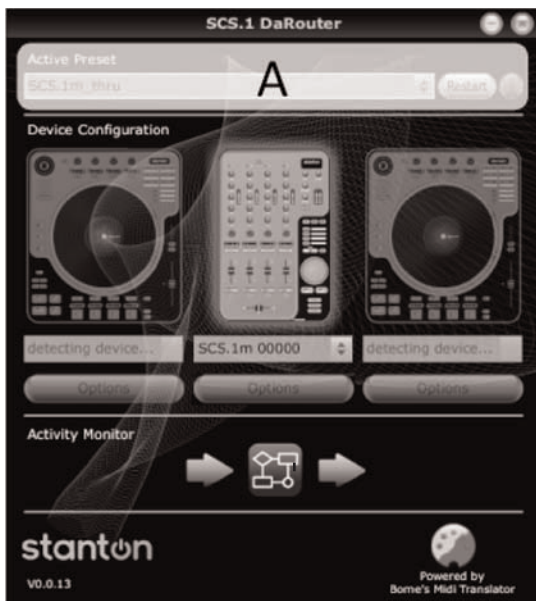 SCS.1 DaRouter
Active Preset
SCS.1m_thru
A
Restart
Device Configuration
detecting device...
SCS.1m 00000
detecting device...
Options
Options
Options
Activity Monitor
stanton
V0.0.13
Powered by
Bome's Midi Translator